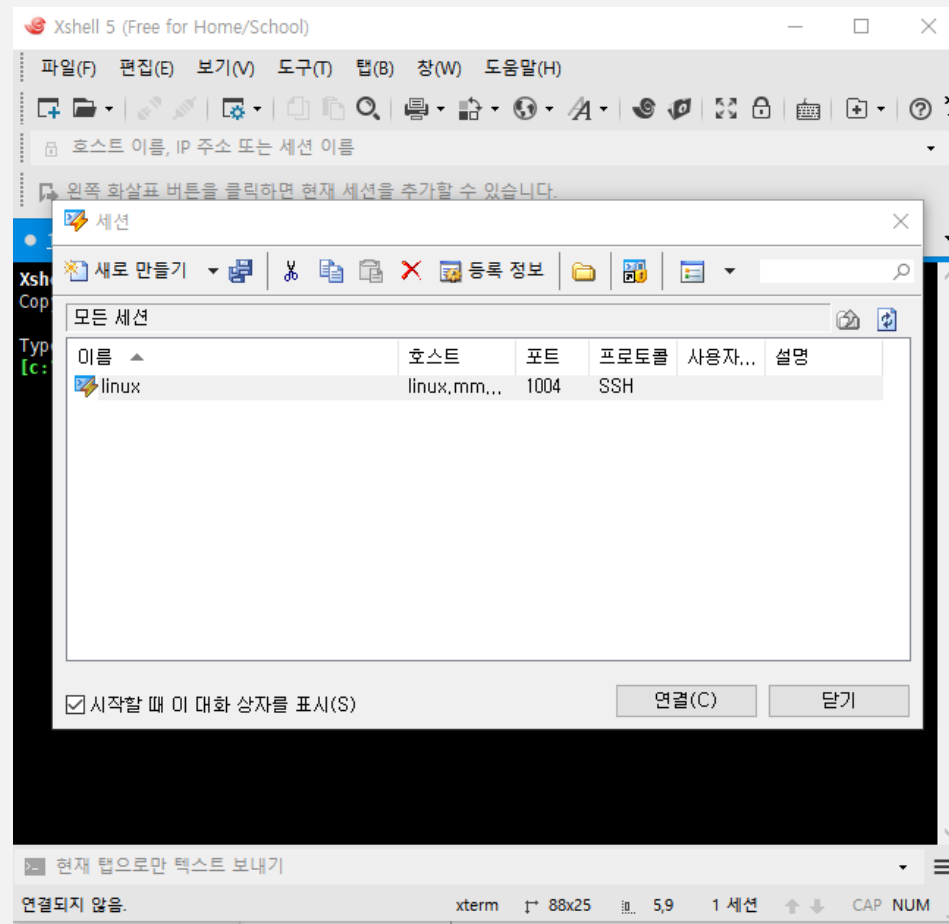 Xshell 5 (Free for Home/School)
파일(F) 편집(E) 보기(V) 도구(T) 탭(B) 창(W) 도움말(H)
호스트 이름, IP 주소 또는 세션 이름
왼쪽 화살표 버튼을 클릭하면 현재 세션을 추가할 수 있습니다.
세션
새로 만들기 등록 정보
Xsh
Cop
Typ
[c:
모든 세션
이름 호스트 포트 프로토콜 사용자... 설명
linux linux,mm... 1004 SSH
시작할 때 이 대화 상자를 표시(S) 연결(C) 닫기
현재 탭으로만 텍스트 보내기
연결되지 않음. xterm 88x25 5,9 1 세션 CAP NUM